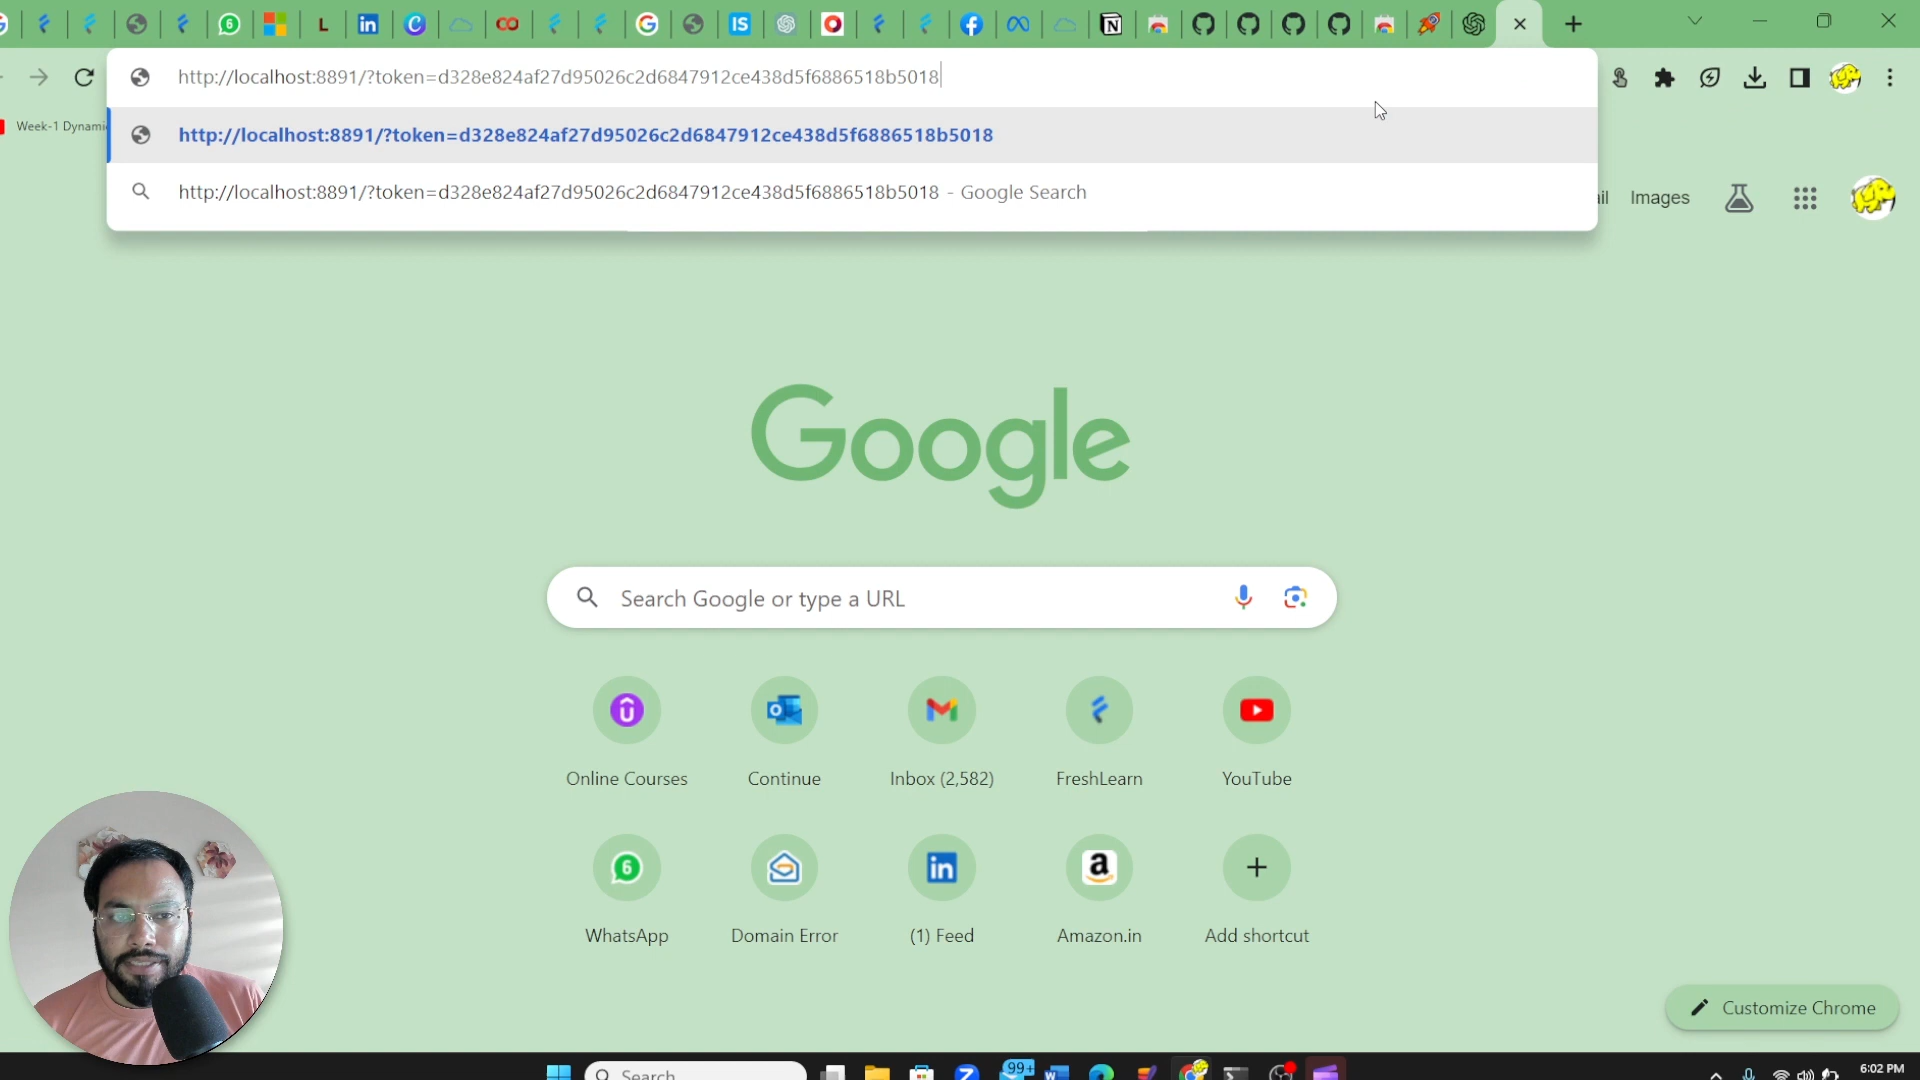 http://localhost:8891/?token=d328e824af27d95026c2d6847912ce438d5f6886518b5018
Week-1 Dynami
http://localhost:8891/?token=d328e824af27d95026c2d6847912ce438d5f6886518b5018
http://localhost:8891/?token=d328e824af27d95026c2d6847912ce438d5f6886518b5018 - Google Search
ail Images
Google
Search Google or type a URL
Online Courses Continue Inbox (2,582) FreshLearn YouTube
WhatsApp Domain Error (1) Feed Amazon.in Add shortcut
Customize Chrome
Search 99+ 6:02 PM